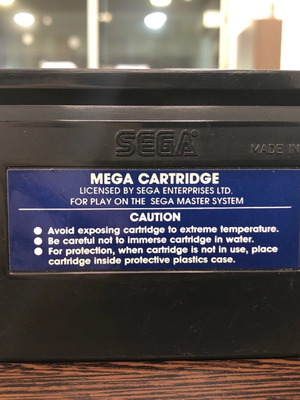 SEGA®
MADE IN
MEGA CARTRIDGE
LICENSED BY SEGA ENTERPRISES LTD.
FOR PLAY ON THE SEGA MASTER SYSTEM
CAUTION
● Avoid exposing cartridge to extreme temperature.
● Be careful not to immerse cartridge in water.
● For protection, when cartridge is not in use, place
cartridge inside protective plastics case.